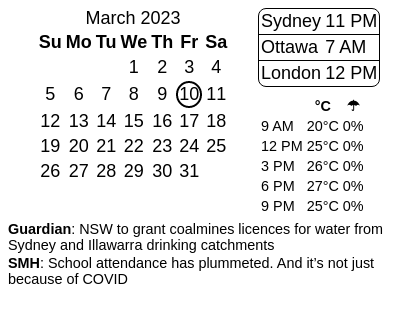 March 2023
Su Mo Tu We Th Fr Sa
1 2 3 4
5 6 7 8 9 10 11
12 13 14 15 16 17 18
19 20 21 22 23 24 25
26 27 28 29 30 31
Sydney 11 PM
Ottawa 7 AM
London 12 PM
°C ☂
9 AM 20°C 0%
12 PM 25°C 0%
3 PM 26°C 0%
6 PM 27°C 0%
9 PM 25°C 0%
Guardian: NSW to grant coalmines licences for water from
Sydney and Illawarra drinking catchments
SMH: School attendance has plummeted. And it’s not just
because of COVID